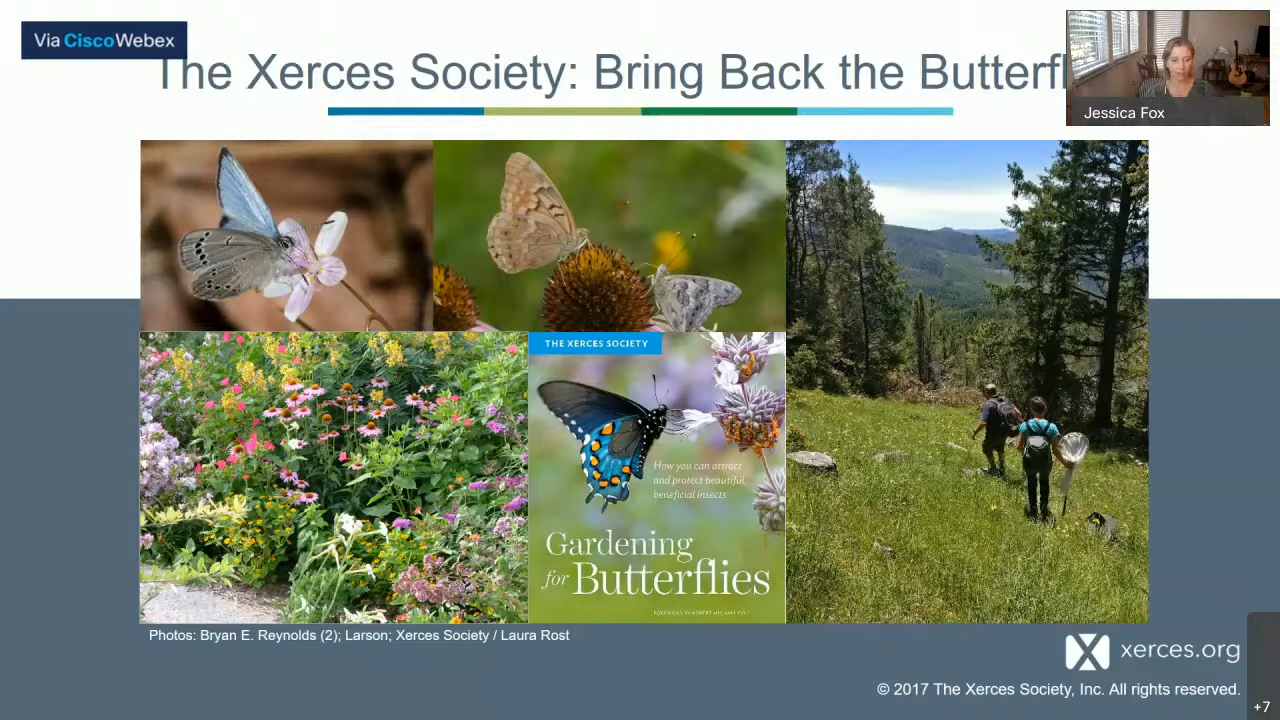 Via Cisco Webex
The Xerces Society: Bring Back the Butterfl
Jessica Fox
THE XERCES SOCIETY
How you can attract
and protect beautiful,
beneficial insects
Gardening
for Butterflies
Photos: Bryan E. Reynolds (2); Larson; Xerces Society / Laura Rost
xerces.org
© 2017 The Xerces Society, Inc. All rights reserved.
+7